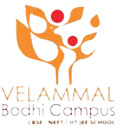 VELAMMAL
Bodhi Campus
CBSE - NEET - IIT JEE SCHOOL